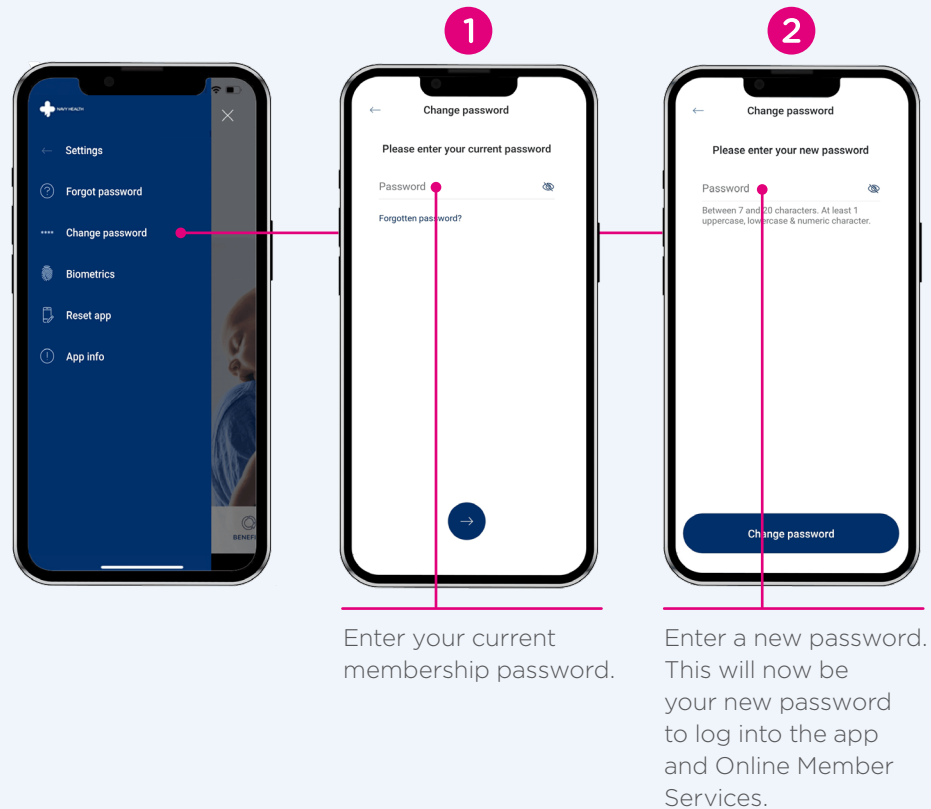 1
2
NAVY HEALTH
Settings
Forgot password
Change password
Biometrics
Reset app
App info
BENEFI
Change password
Please enter your current password
Password
Forgotten password?
Enter your current
membership password.
Change password
Please enter your new password
Password
Between 7 and 20 characters. At least 1
uppercase, lowercase & numeric character.
Change password
Enter a new password.
This will now be
your new password
to log into the app
and Online Member
Services.